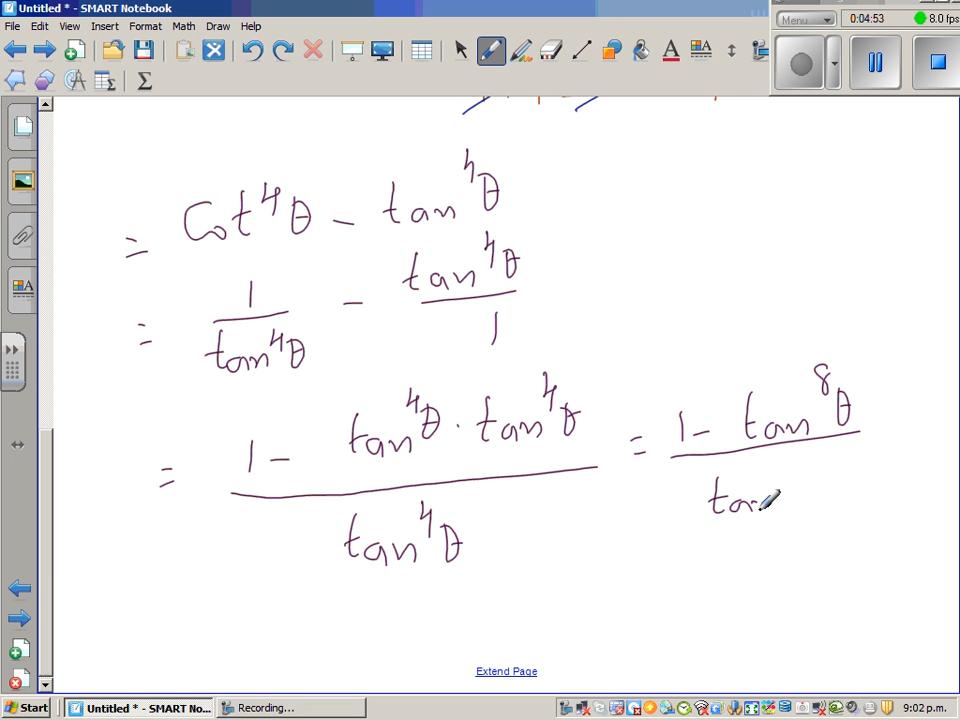 Untitled * - SMART Notebook
File Edit View Insert Format Math Draw Help
Menu
0:04:53
8.0 fps
= Cot⁴θ - tan⁴θ
= 1/tan⁴θ - tan⁴θ/1
= (1 - tan⁴θ · tan⁴θ)/tan⁴θ = (1 - tan⁸θ)/tan
Extend Page
Start
Untitled * - SMART No...
Recording...
9:02 p.m.